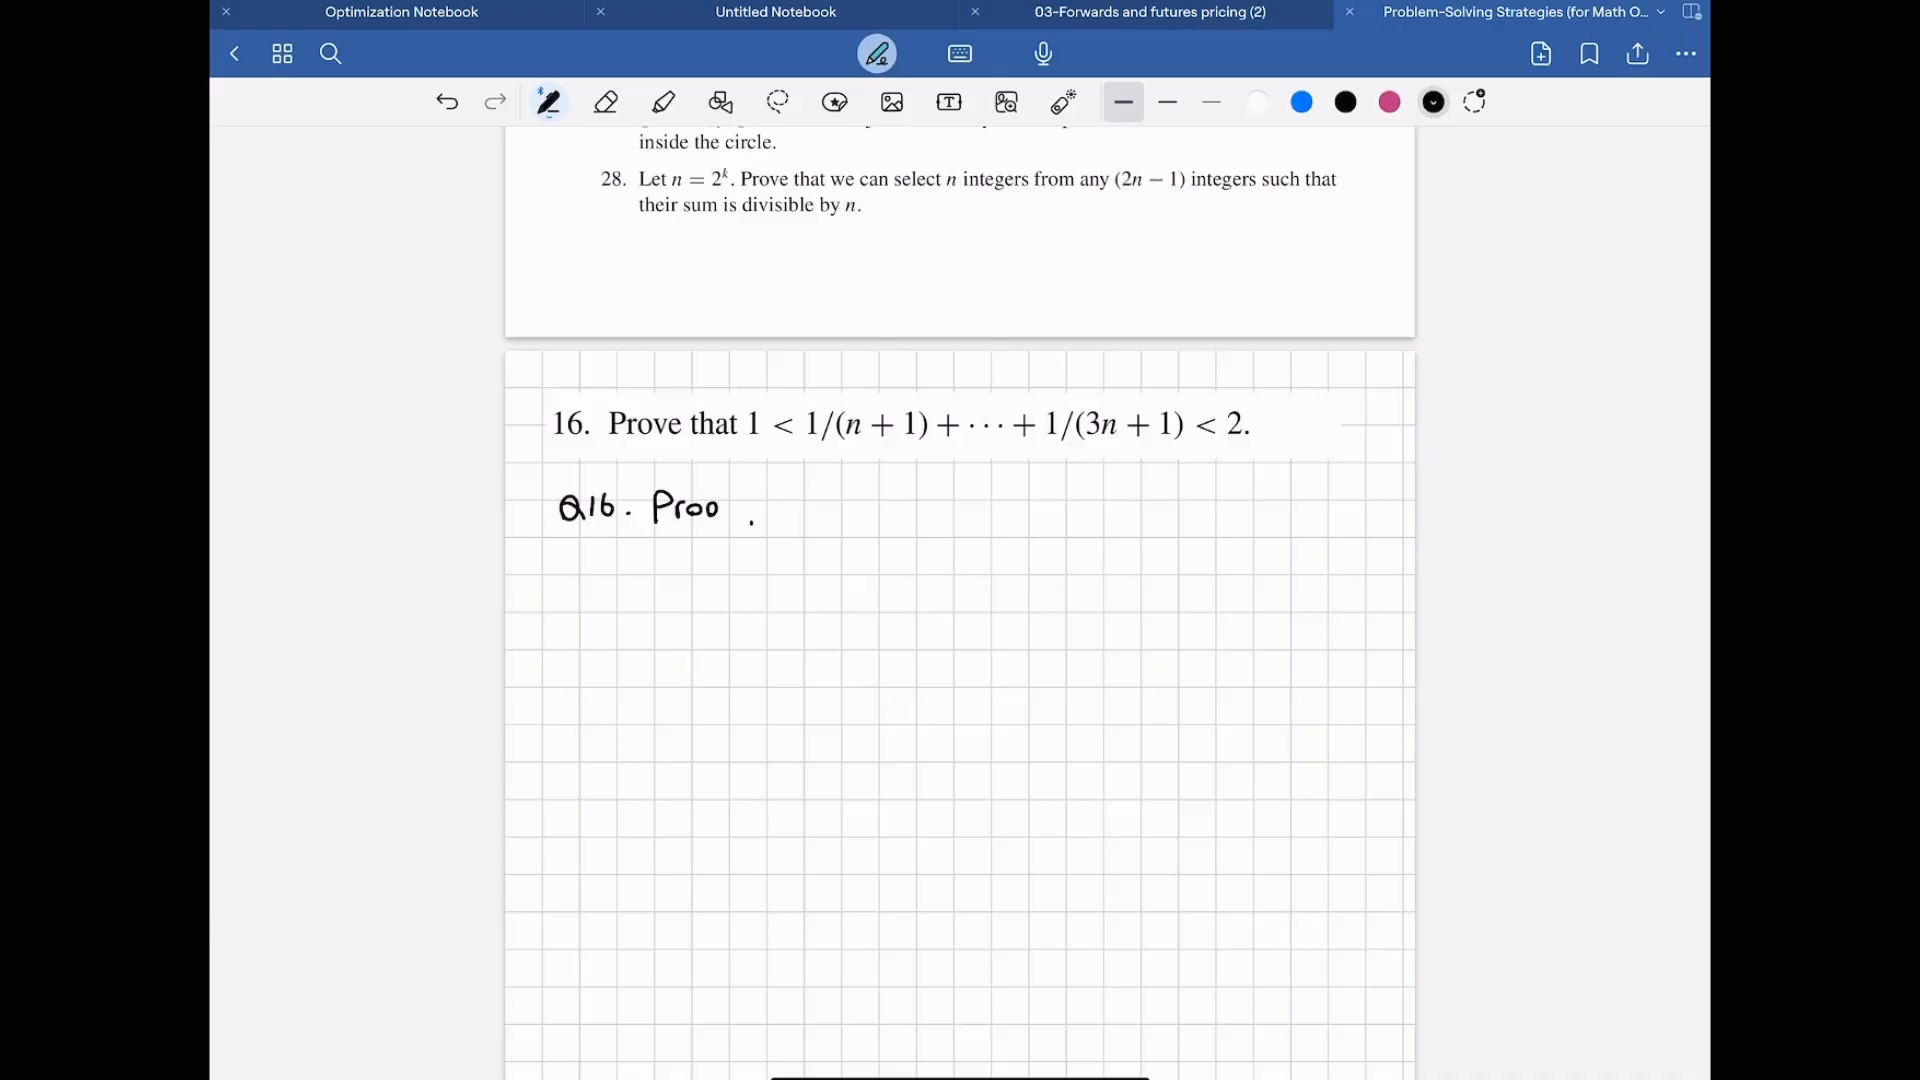 Optimization Notebook
Untitled Notebook
03-Forwards and futures pricing (2)
Problem-Solving Strategies (for Math O...
inside the circle.
28. Let n = 2^k. Prove that we can select n integers from any (2n − 1) integers such that
their sum is divisible by n.
16. Prove that 1 < 1/(n + 1) + · · · + 1/(3n + 1) < 2.
Q16. Proo .